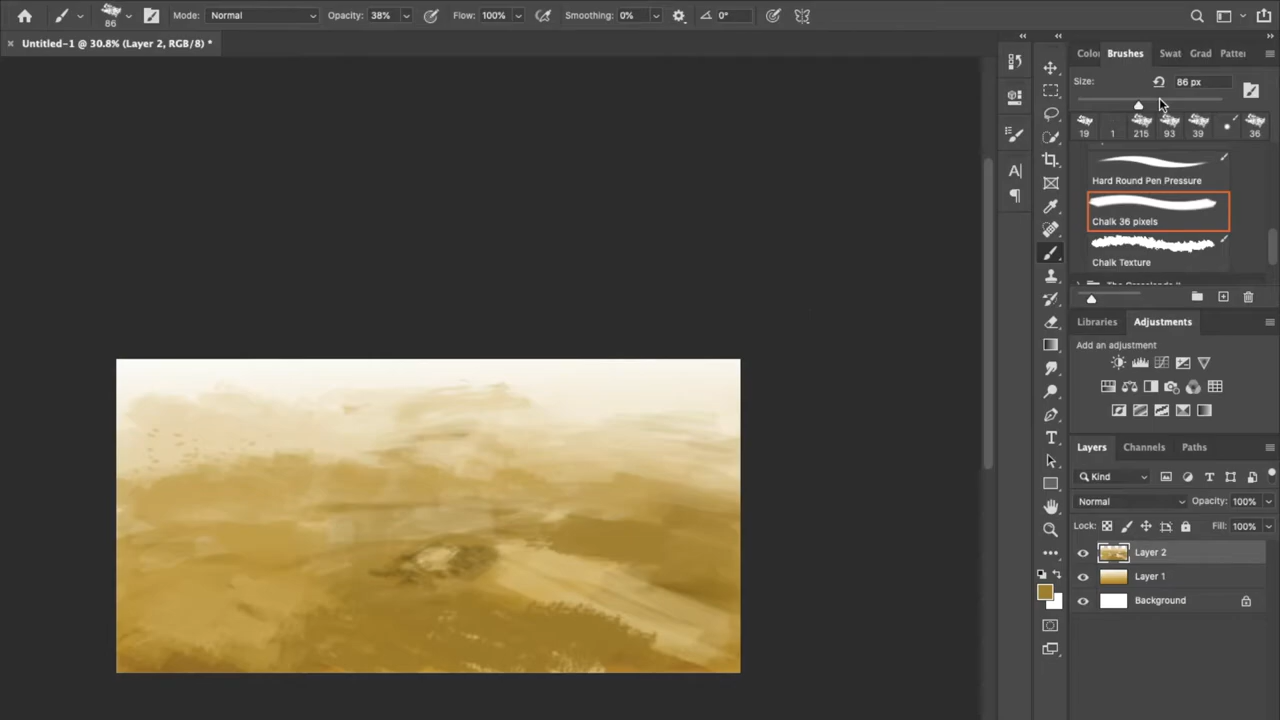 86
Mode: Normal
Opacity: 38%
Flow: 100%
Smoothing: 0%
0°
× Untitled-1 @ 30.8% (Layer 2, RGB/8) *
Color Brushes Swat Grad Patter
Size: 86 px
19 1 215 93 39 36
Hard Round Pen Pressure
Chalk 36 pixels
Chalk Texture
Libraries Adjustments
Add an adjustment
Layers Channels Paths
Kind
Normal Opacity: 100%
Lock: Fill: 100%
Layer 2
Layer 1
Background